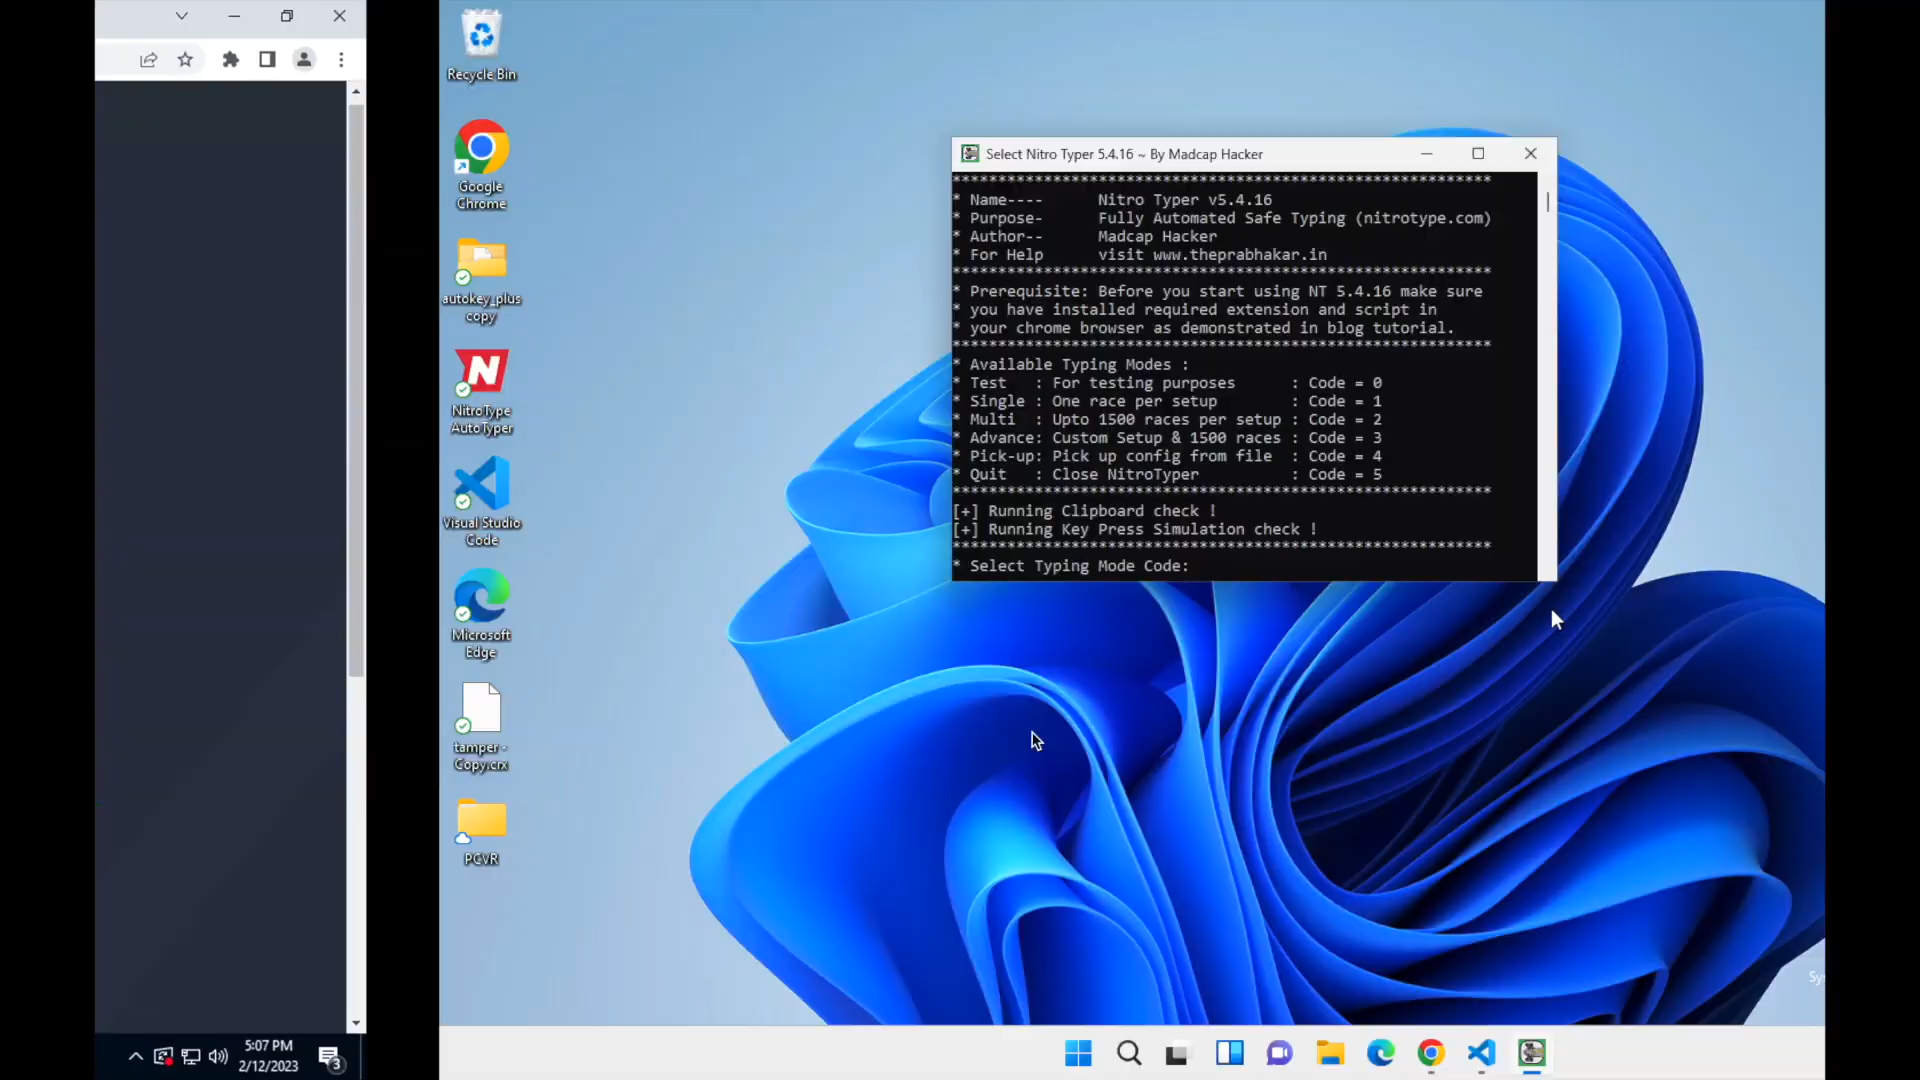 Recycle Bin
Google
Chrome
autokey_plus
copy
N
NitroType
AutoTyper
Visual Studio
Code
Microsoft
Edge
tamper -
Copy.crx
PCVR
Select Nitro Typer 5.4.16 ~ By Madcap Hacker
***********************************************************
* Name---- Nitro Typer v5.4.16
* Purpose- Fully Automated Safe Typing (nitrotype.com)
* Author-- Madcap Hacker
* For Help visit www.theprabhakar.in
***********************************************************
* Prerequisite: Before you start using NT 5.4.16 make sure
* you have installed required extension and script in
* your chrome browser as demonstrated in blog tutorial.
***********************************************************
* Available Typing Modes :
* Test : For testing purposes : Code = 0
* Single : One race per setup : Code = 1
* Multi : Upto 1500 races per setup : Code = 2
* Advance: Custom Setup & 1500 races : Code = 3
* Pick-up: Pick up config from file : Code = 4
* Quit : Close NitroTyper : Code = 5
***********************************************************
[+] Running Clipboard check !
[+] Running Key Press Simulation check !
***********************************************************
* Select Typing Mode Code:
5:07 PM
2/12/2023
3